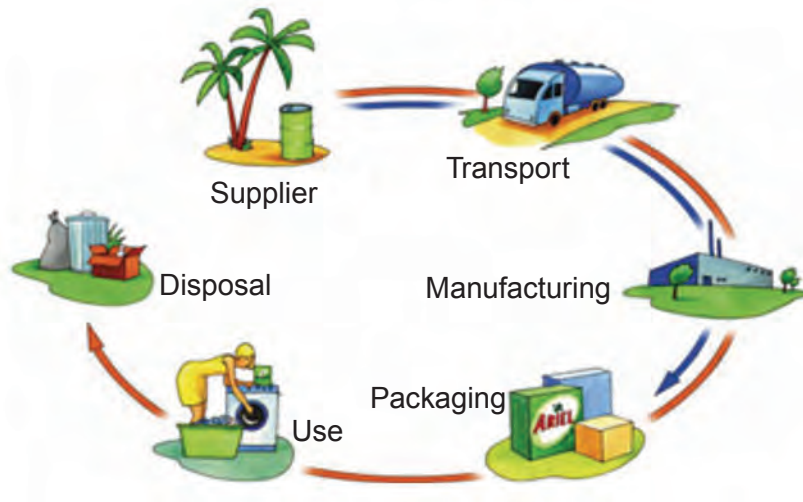 Supplier
Transport
Manufacturing
Packaging
ARIEL
Use
Disposal